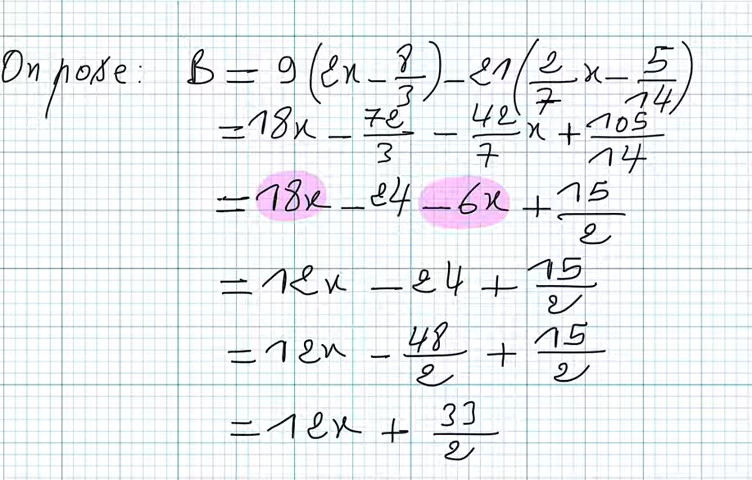 On pose : B = 9(2x - 8/3) - 21(2/7 x - 5/14)
= 18x - 72/3 - 42/7 x + 105/14
= 18x - 24 - 6x + 15/2
= 12x - 24 + 15/2
= 12x - 48/2 + 15/2
= 12x + 33/2